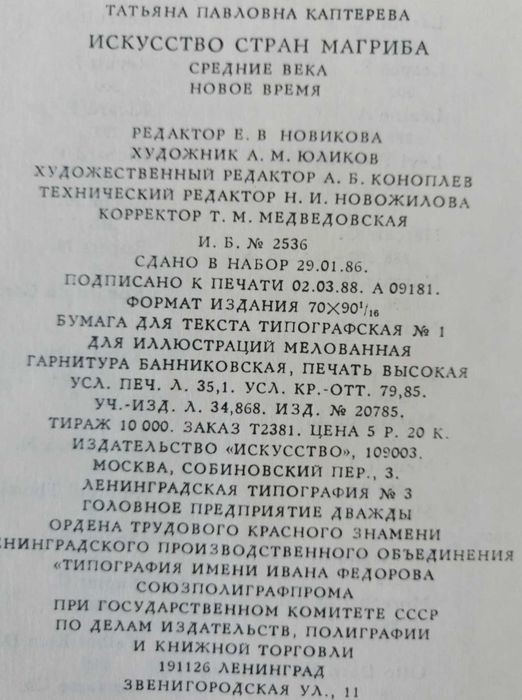 ТАТЬЯНА ПАВЛОВНА КАПТЕРЕВА
ИСКУССТВО СТРАН МАГРИБА
СРЕДНИЕ ВЕКА
НОВОЕ ВРЕМЯ
РЕДАКТОР Е. В НОВИКОВА
ХУДОЖНИК А. М. ЮЛИКОВ
ХУДОЖЕСТВЕННЫЙ РЕДАКТОР А. Б. КОНОПЛЕВ
ТЕХНИЧЕСКИЙ РЕДАКТОР Н. И. НОВОЖИЛОВА
КОРРЕКТОР Т. М. МЕДВЕДОВСКАЯ
И. Б. № 2536
СДАНО В НАБОР 29.01.86.
ПОДПИСАНО К ПЕЧАТИ 02.03.88. А 09181.
ФОРМАТ ИЗДАНИЯ 70×90¹/₁₆
БУМАГА ДЛЯ ТЕКСТА ТИПОГРАФСКАЯ № 1
ДЛЯ ИЛЛЮСТРАЦИЙ МЕЛОВАННАЯ
ГАРНИТУРА БАННИКОВСКАЯ, ПЕЧАТЬ ВЫСОКАЯ
УСЛ. ПЕЧ. Л. 35,1. УСЛ. КР.-ОТТ. 79,85.
УЧ.-ИЗД. Л. 34,868. ИЗД. № 20785.
ТИРАЖ 10 000. ЗАКАЗ Т2381. ЦЕНА 5 Р. 20 К.
ИЗДАТЕЛЬСТВО «ИСКУССТВО», 109003.
МОСКВА, СОБИНОВСКИЙ ПЕР., 3.
ЛЕНИНГРАДСКАЯ ТИПОГРАФИЯ № 3
ГОЛОВНОЕ ПРЕДПРИЯТИЕ ДВАЖДЫ
ОРДЕНА ТРУДОВОГО КРАСНОГО ЗНАМЕНИ
ЕНИНГРАДСКОГО ПРОИЗВОДСТВЕННОГО ОБЪЕДИНЕНИЯ
«ТИПОГРАФИЯ ИМЕНИ ИВАНА ФЕДОРОВА
СОЮЗПОЛИГРАФПРОМА
ПРИ ГОСУДАРСТВЕННОМ КОМИТЕТЕ СССР
ПО ДЕЛАМ ИЗДАТЕЛЬСТВ, ПОЛИГРАФИИ
И КНИЖНОЙ ТОРГОВЛИ
191126 ЛЕНИНГРАД
ЗВЕНИГОРОДСКАЯ УЛ., 11